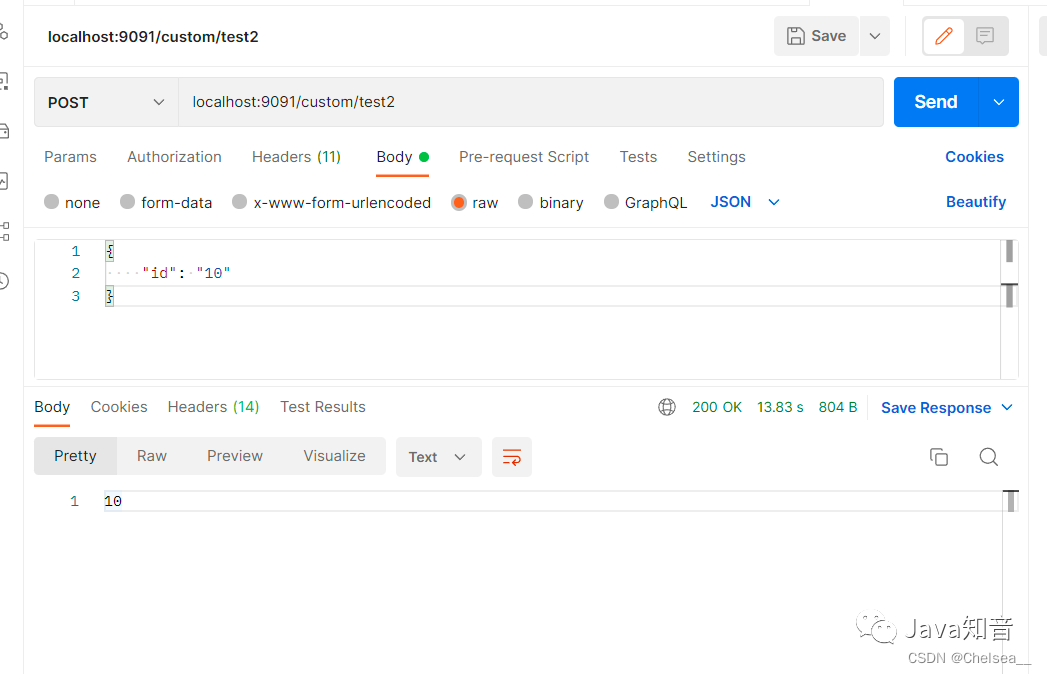 localhost:9091/custom/test2
Save
POST
localhost:9091/custom/test2
Send
Params Authorization Headers (11) Body Pre-request Script Tests Settings Cookies
none form-data x-www-form-urlencoded raw binary GraphQL JSON Beautify
1 {
2 ····"id":·"10"
3 }
Body Cookies Headers (14) Test Results 200 OK 13.83 s 804 B Save Response
Pretty Raw Preview Visualize Text
1 10
Java知音
CSDN @Chelsea__